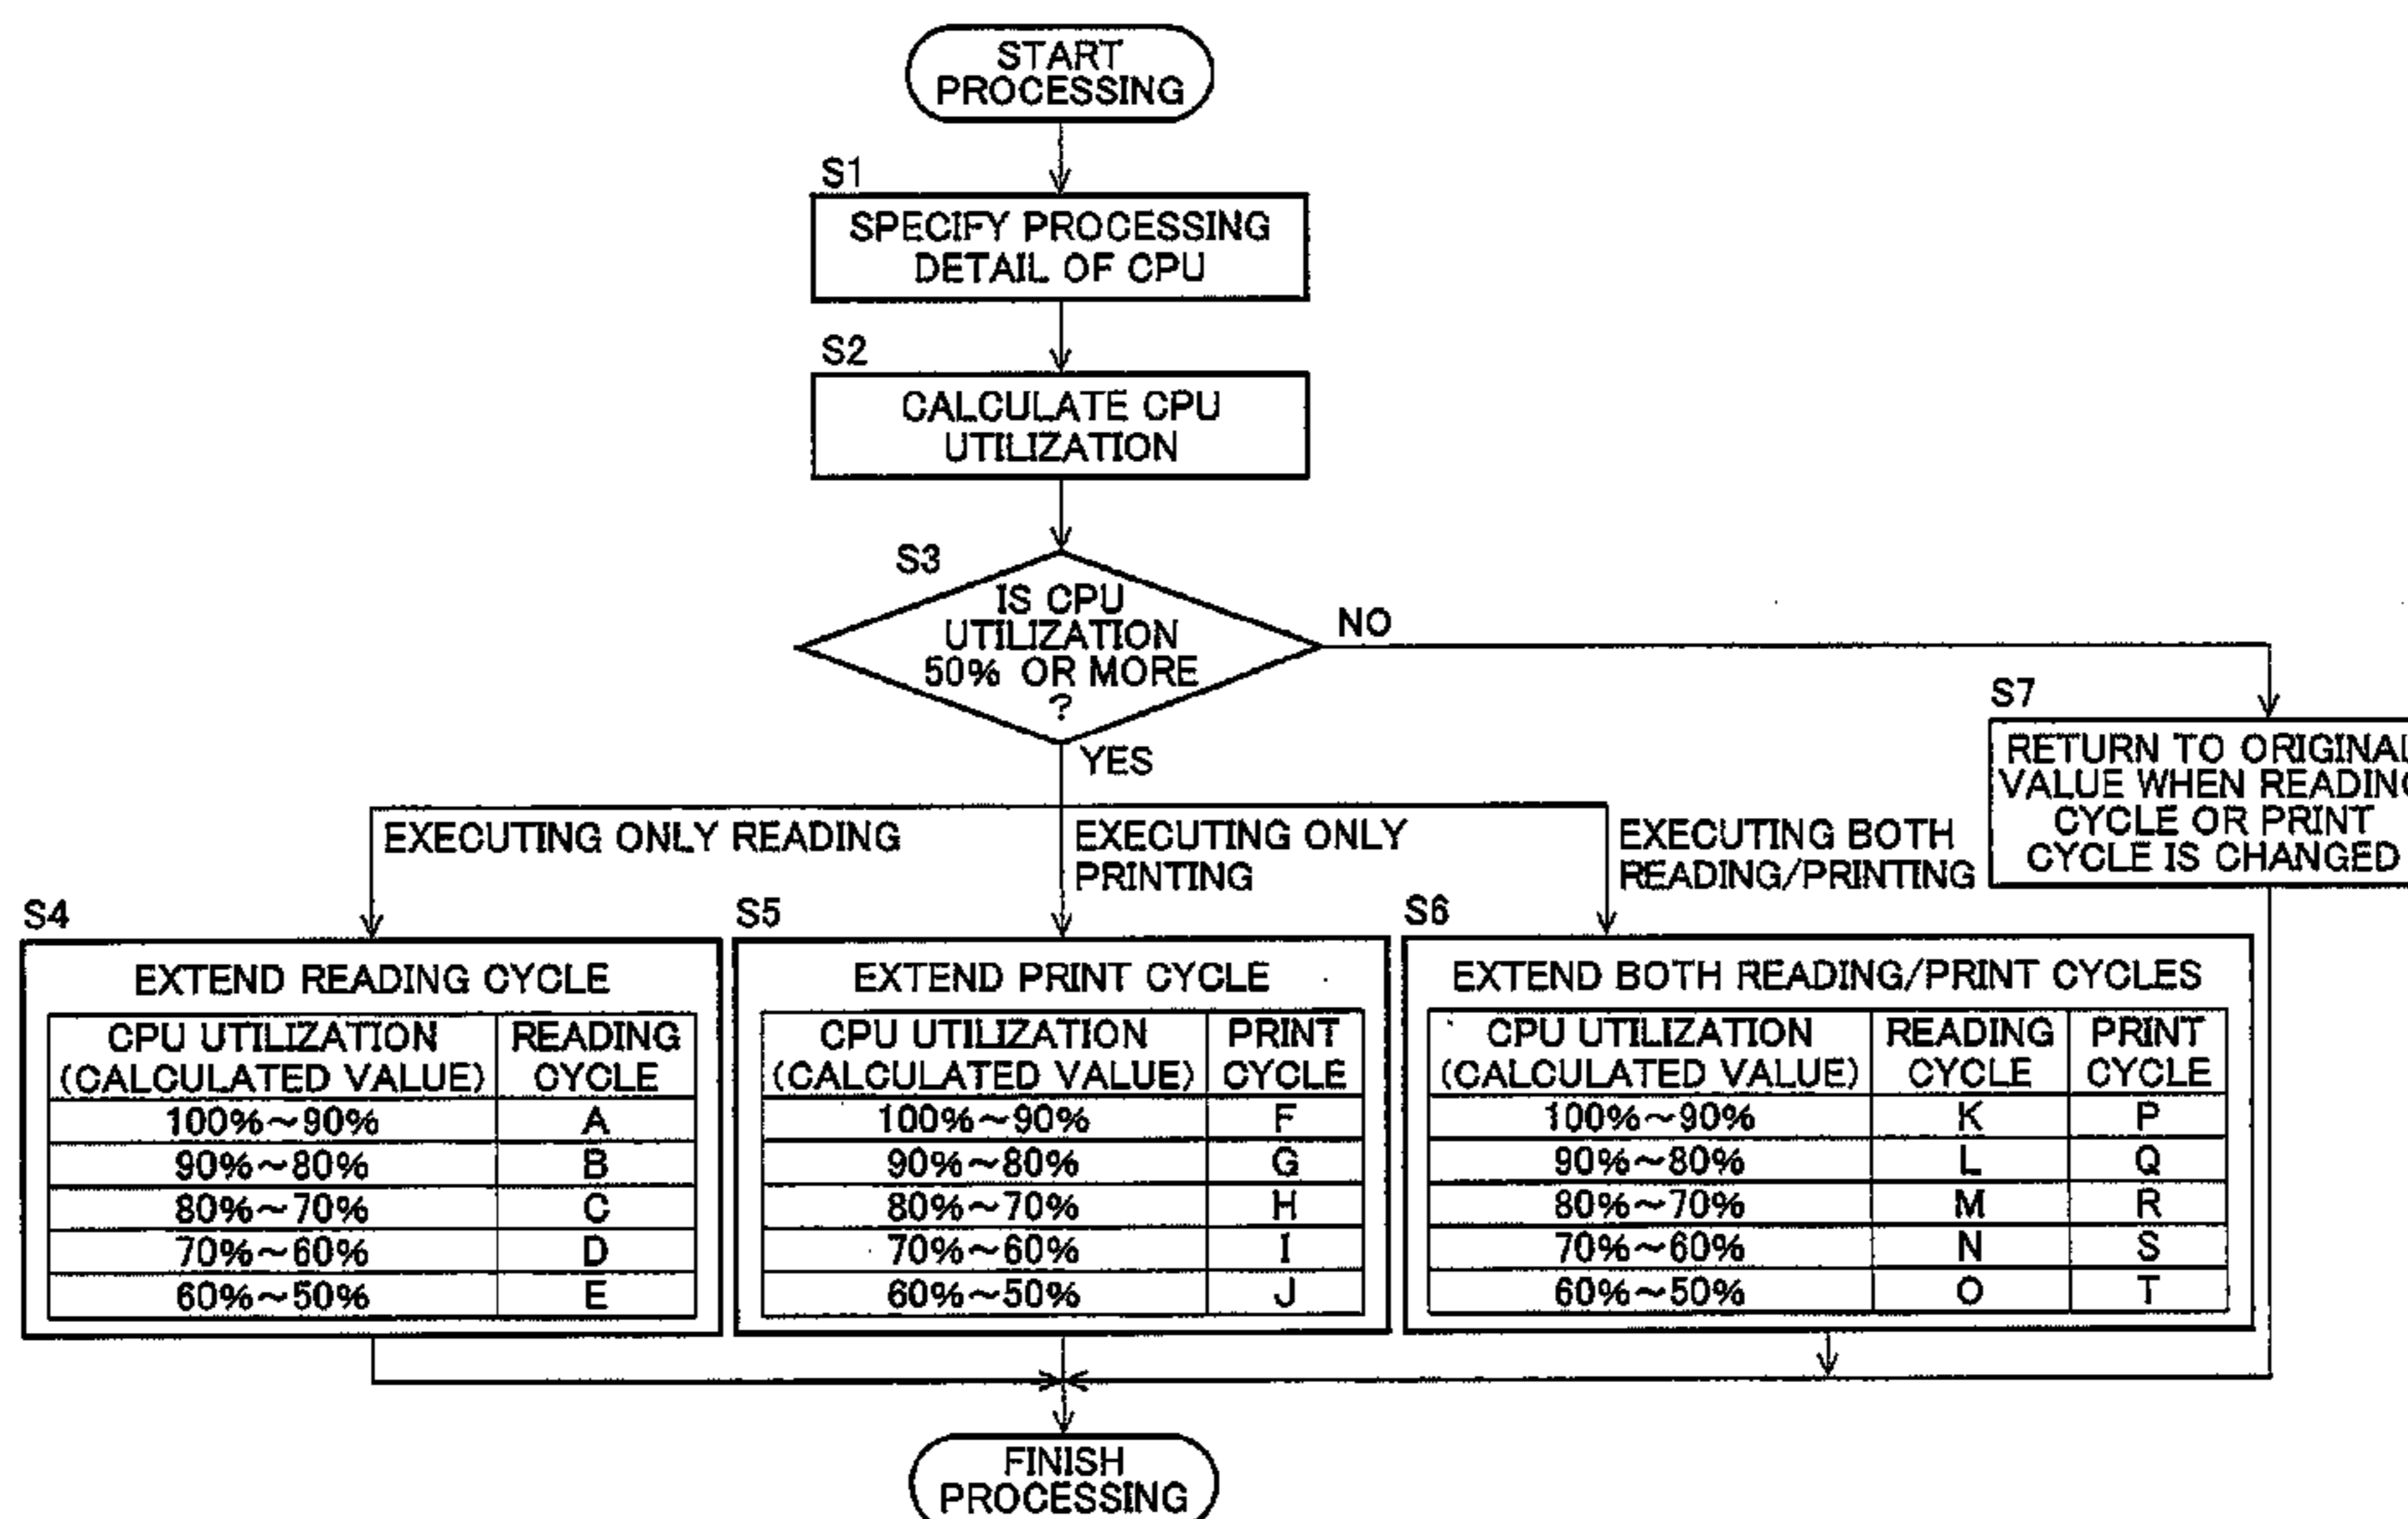 START
PROCESSING
S1
SPECIFY PROCESSING
DETAIL OF CPU
S2
CALCULATE CPU
UTILIZATION
S3
IS CPU
UTILIZATION
50% OR MORE
?
NO
YES
S7
RETURN TO ORIGINAL
VALUE WHEN READING
CYCLE OR PRINT
CYCLE IS CHANGED
EXECUTING ONLY READING
EXECUTING ONLY
PRINTING
EXECUTING BOTH
READING/PRINTING
S4
EXTEND READING CYCLE
CPU UTILIZATION
(CALCULATED VALUE)
READING
CYCLE
100%~90% A
90%~80% B
80%~70% C
70%~60% D
60%~50% E
S5
EXTEND PRINT CYCLE
CPU UTILIZATION
(CALCULATED VALUE)
PRINT
CYCLE
100%~90% F
90%~80% G
80%~70% H
70%~60% I
60%~50% J
S6
EXTEND BOTH READING/PRINT CYCLES
CPU UTILIZATION
(CALCULATED VALUE)
READING
CYCLE
PRINT
CYCLE
100%~90% K P
90%~80% L Q
80%~70% M R
70%~60% N S
60%~50% O T
FINISH
PROCESSING